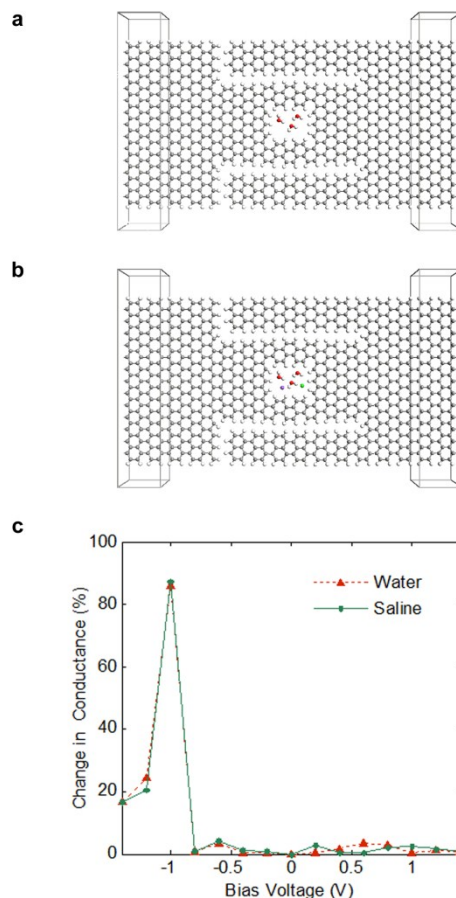 a
b
c
100
80
60
40
20
0
Change in Conductance (%)
Water
Saline
-1 -0.5 0 0.5 1
Bias Voltage (V)